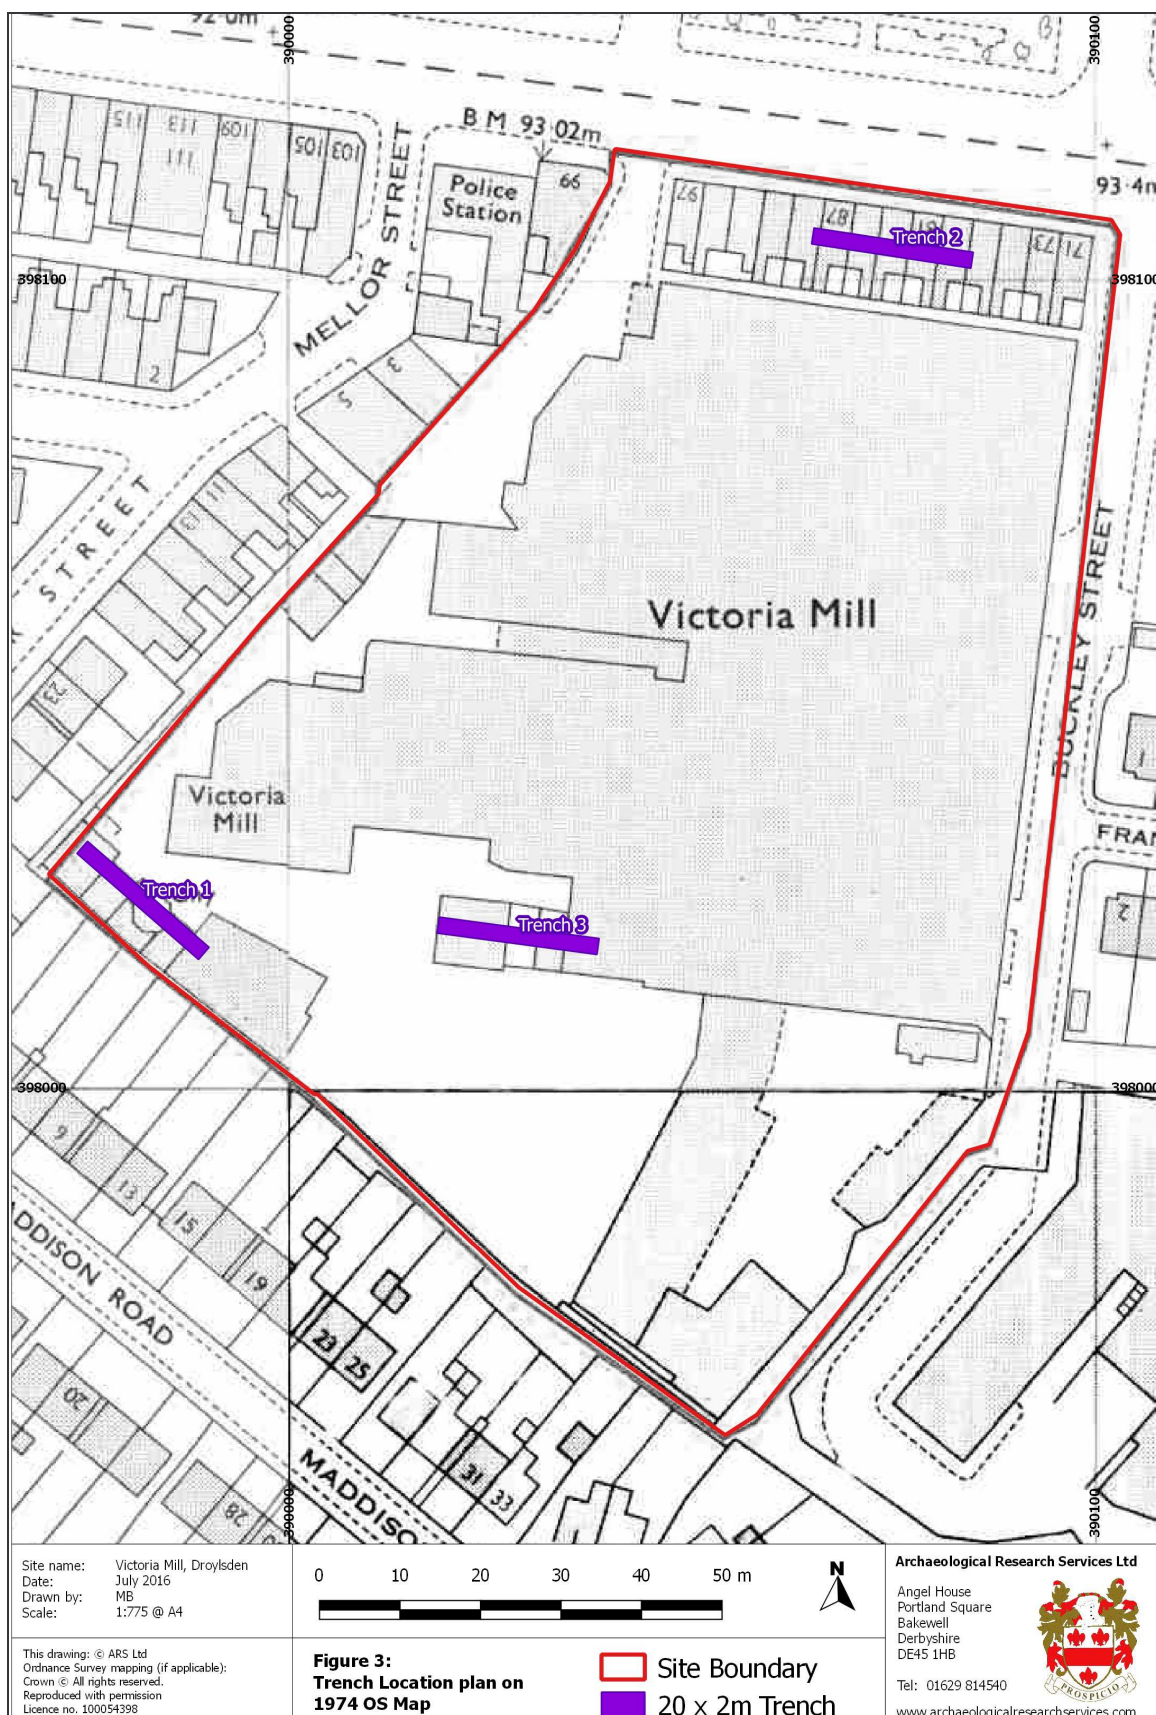 92·0m
390000
390100
B M 93·02m
93·4m
115
113
111
109
105
103
MELLOR STREET
Police
Station
99
97
87
81
73
71
Trench 2
398100
398100
2
3
5
11
13
STREET
23
BUCKLEY STREET
Victoria Mill
1
FRAN
Victoria
Mill
Trench 1
Trench 3
2
398000
398000
9
13
15
19
23
25
ADDISON ROAD
20
28
31
33
MADDISO
390000
390100
Site name: Victoria Mill, Droylsden
Date: July 2016
Drawn by: MB
Scale: 1:775 @ A4
0 10 20 30 40 50 m
N
This drawing: © ARS Ltd
Ordnance Survey mapping (if applicable):
Crown © All rights reserved.
Reproduced with permission
Licence no. 100054398
Figure 3:
Trench Location plan on
1974 OS Map
Site Boundary
20 x 2m Trench
Archaeological Research Services Ltd
Angel House
Portland Square
Bakewell
Derbyshire
DE45 1HB
Tel: 01629 814540
www.archaeologicalresearchservices.com
PROSPICIO